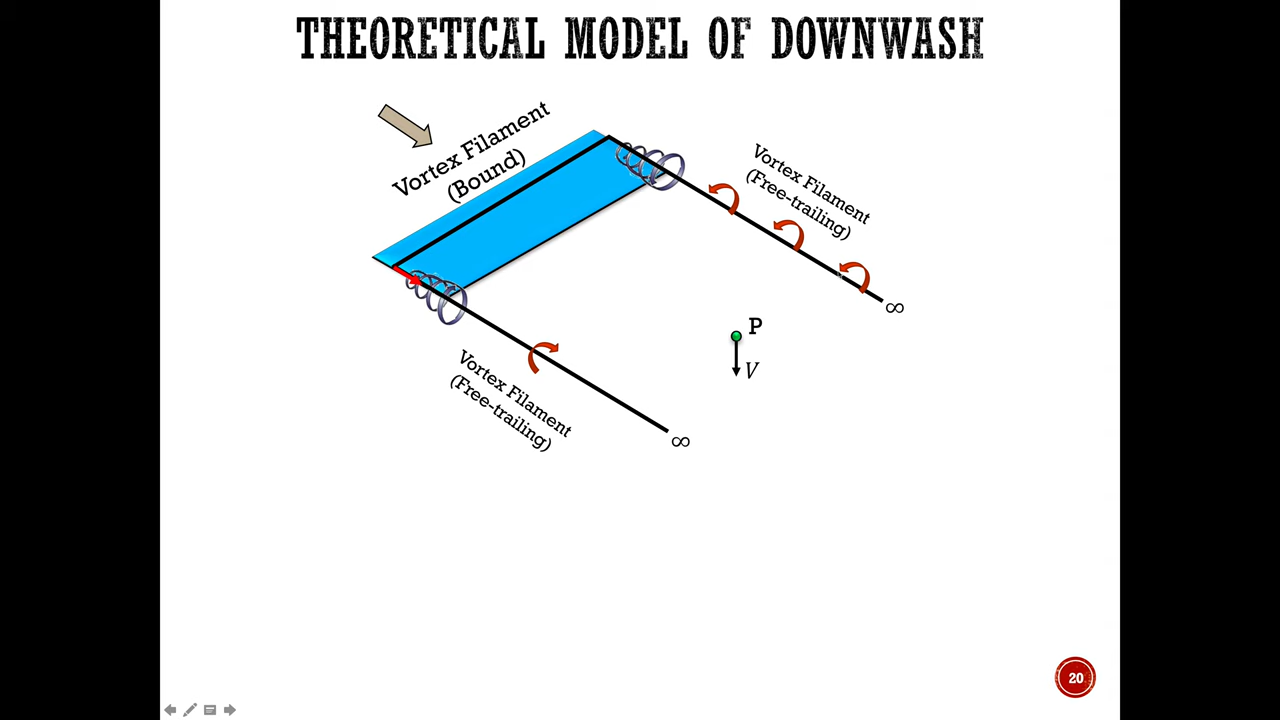 THEORETICAL MODEL OF DOWNWASH
Vortex Filament
(Bound)
Vortex Filament
(Free-trailing)
∞
P
V
Vortex Filament
(Free-trailing)
∞
20